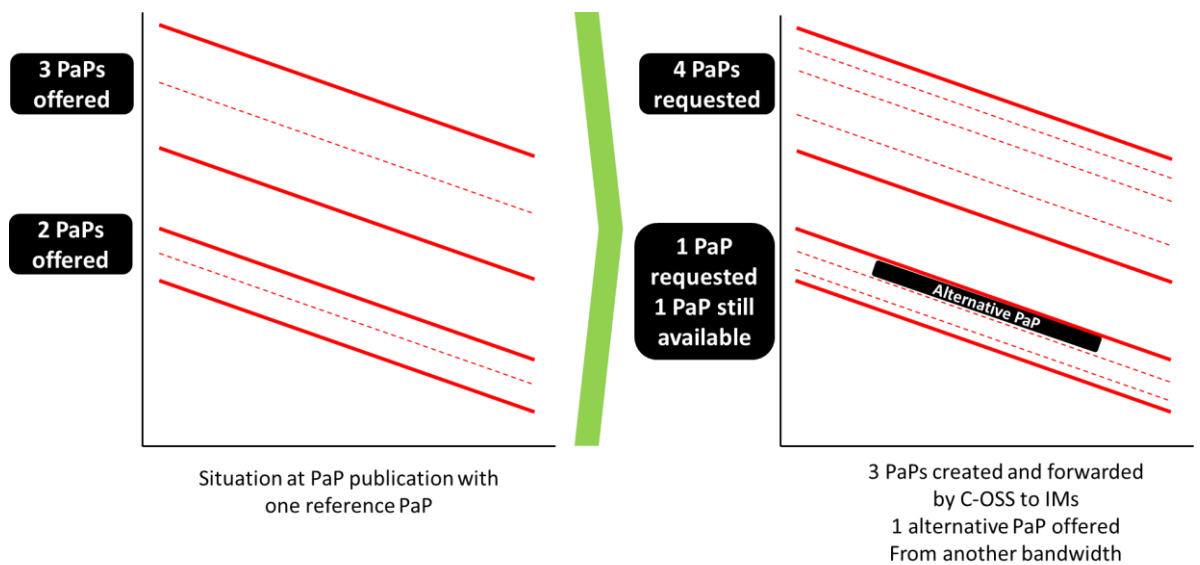 3 PaPs
offered
2 PaPs
offered
Situation at PaP publication with
one reference PaP
4 PaPs
requested
1 PaP
requested
1 PaP still
available
Alternative PaP
3 PaPs created and forwarded
by C-OSS to IMs
1 alternative PaP offered
From another bandwidth